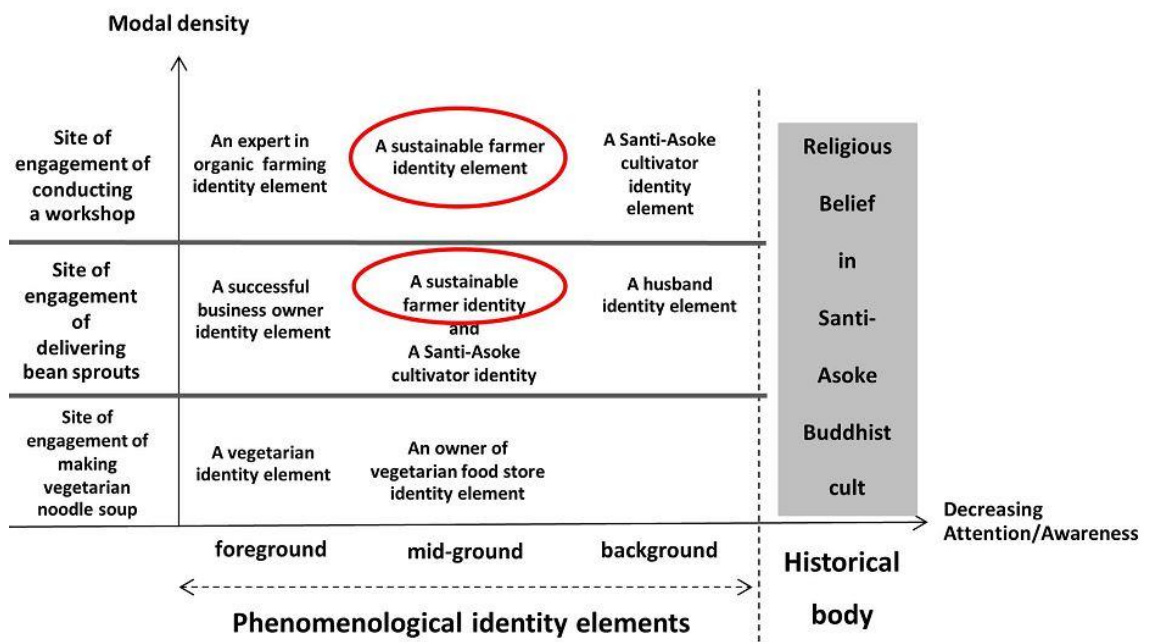 Modal density
Site of
engagement of
conducting
a workshop
An expert in
organic farming
identity element
A sustainable farmer
identity element
A Santi-Asoke
cultivator
identity
element
Site of
engagement
of
delivering
bean sprouts
A successful
business owner
identity element
A sustainable
farmer identity
and
A Santi-Asoke
cultivator identity
A husband
identity element
Site of
engagement of
making
vegetarian
noodle soup
A vegetarian
identity element
An owner of
vegetarian food store
identity element
Religious
Belief
in
Santi-
Asoke
Buddhist
cult
Decreasing
Attention/Awareness
foreground
mid-ground
background
Historical
body
Phenomenological identity elements